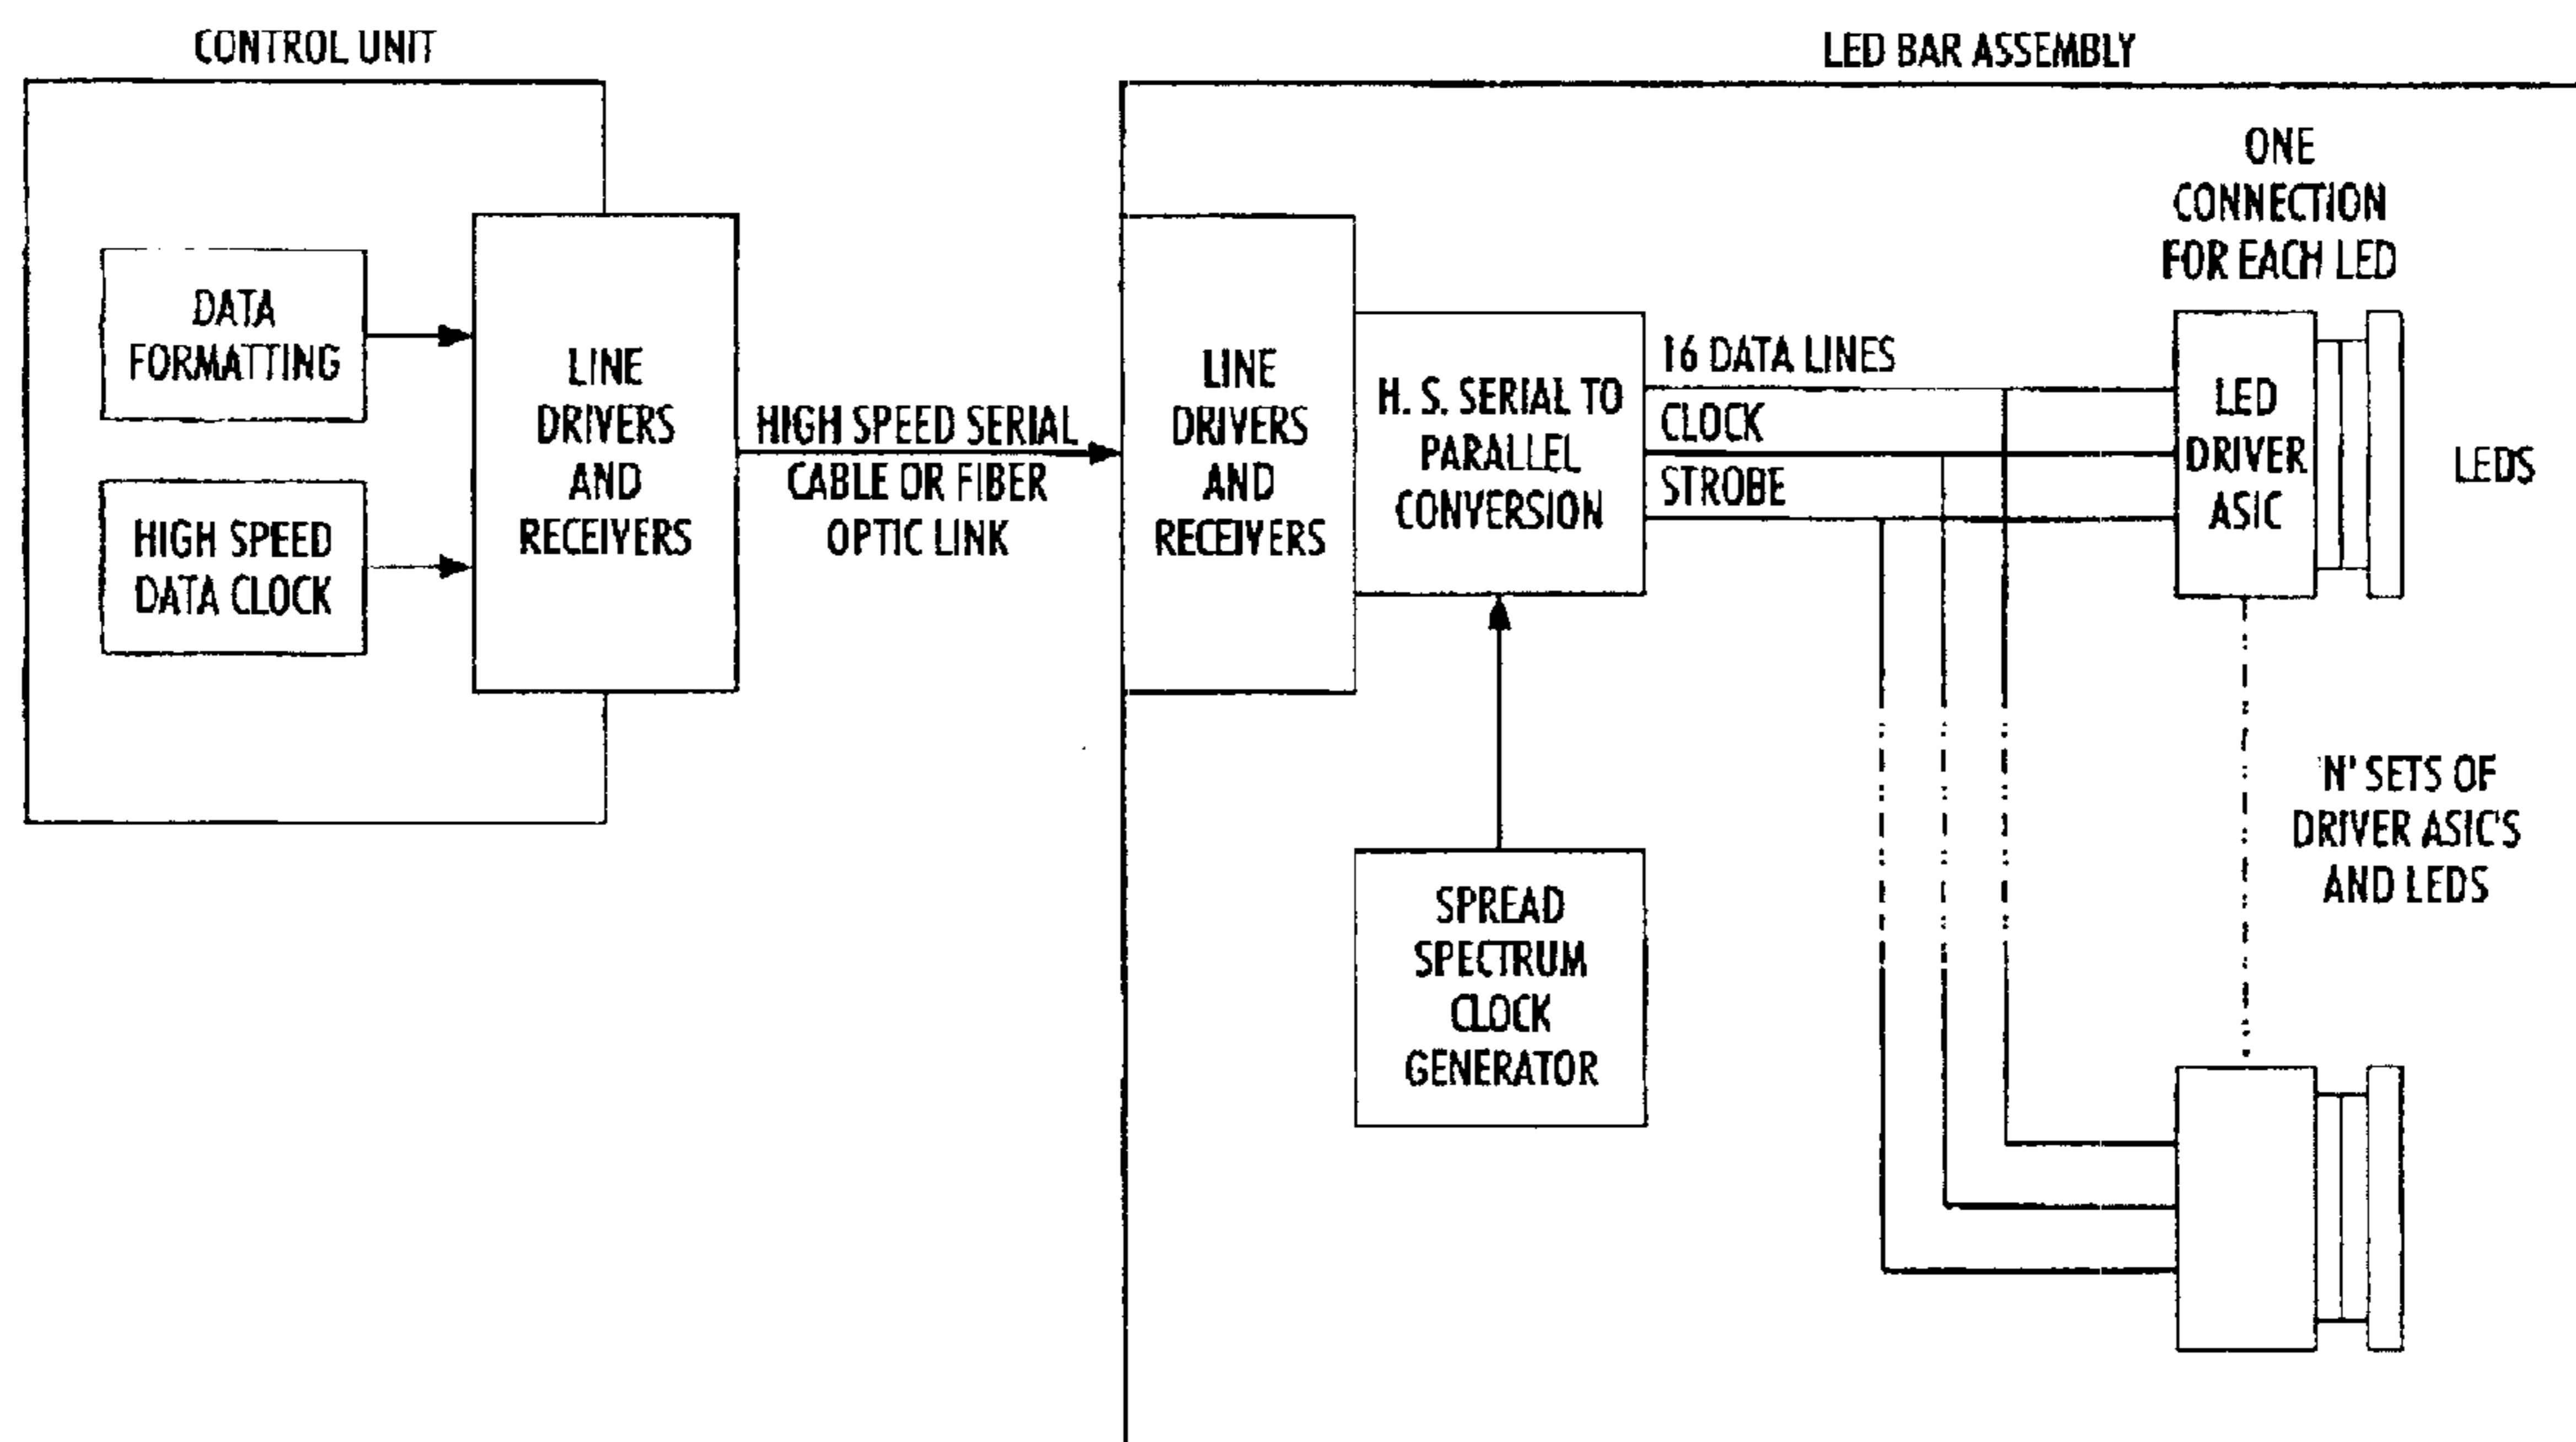 CONTROL UNIT
LED BAR ASSEMBLY
DATA
FORMATTING
HIGH SPEED
DATA CLOCK
LINE
DRIVERS
AND
RECEIVERS
HIGH SPEED SERIAL
CABLE OR FIBER
OPTIC LINK
LINE
DRIVERS
AND
RECEIVERS
H. S. SERIAL TO
PARALLEL
CONVERSION
16 DATA LINES
CLOCK
STROBE
ONE
CONNECTION
FOR EACH LED
LED
DRIVER
ASIC
LEDS
SPREAD
SPECTRUM
CLOCK
GENERATOR
'N' SETS OF
DRIVER ASIC'S
AND LEDS